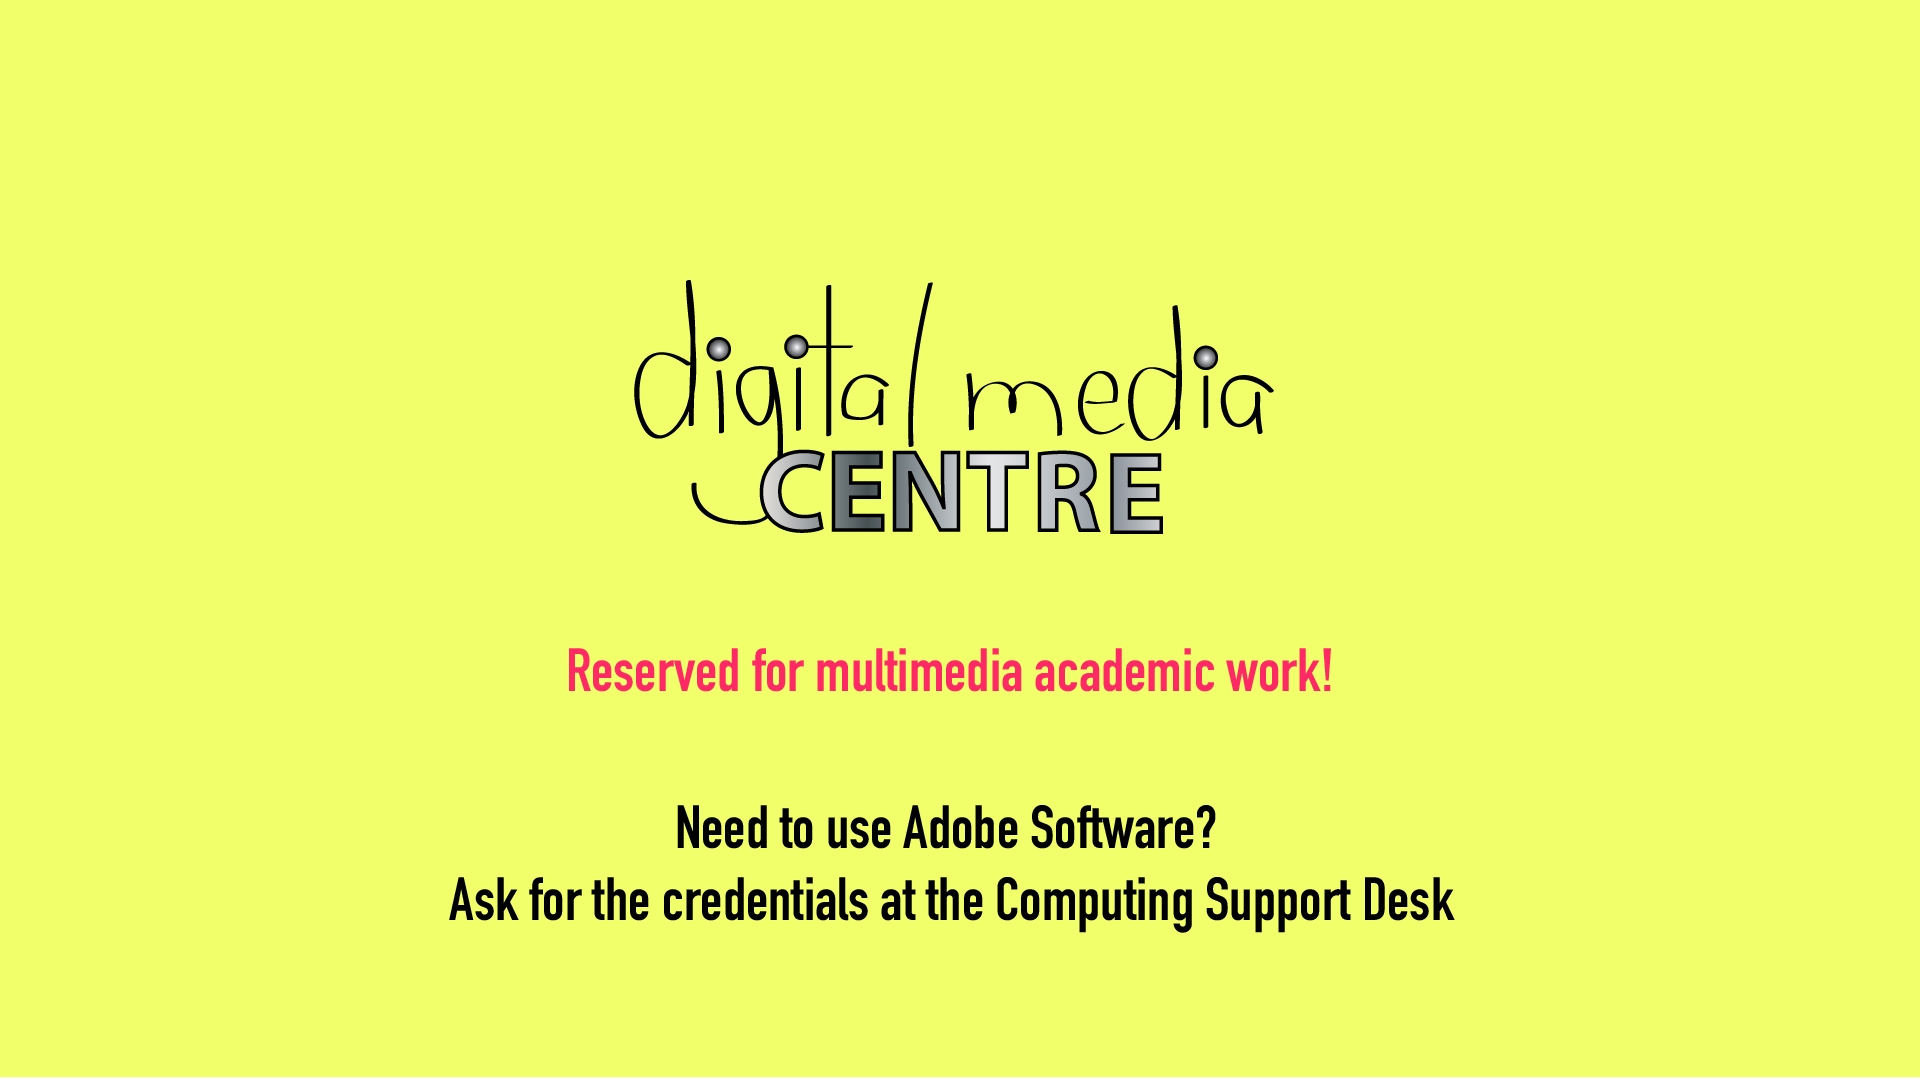 digital media
CENTRE
Reserved for multimedia academic work!
Need to use Adobe Software?
Ask for the credentials at the Computing Support Desk